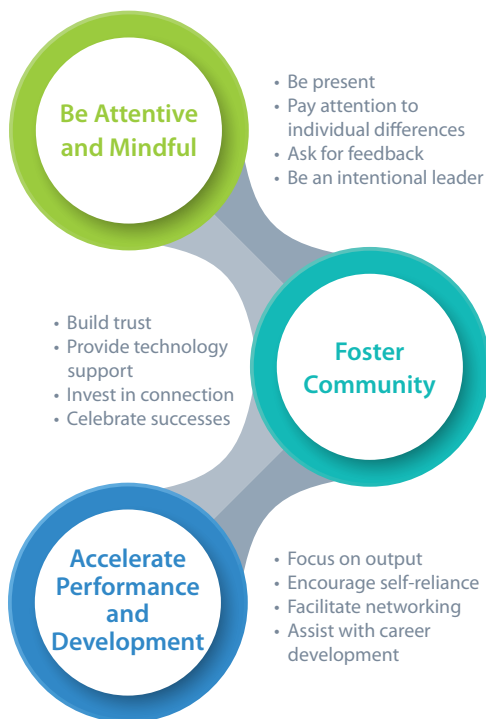 Be Attentive
and Mindful
• Be present
• Pay attention to
individual differences
• Ask for feedback
• Be an intentional leader
Foster
Community
• Build trust
• Provide technology
support
• Invest in connection
• Celebrate successes
Accelerate
Performance
and
Development
• Focus on output
• Encourage self-reliance
• Facilitate networking
• Assist with career
development